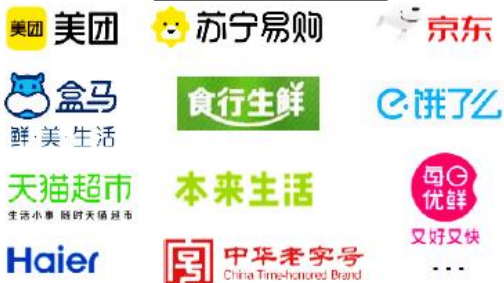 美团 美团 苏宁易购 京东
盒马 食行生鲜 e·饿了么
鲜·美·生活
天猫超市 本来生活 每日
优鲜
生活小事 随时天猫超市
又好又快
Haier 中华老字号
China Time-honored Brand
...